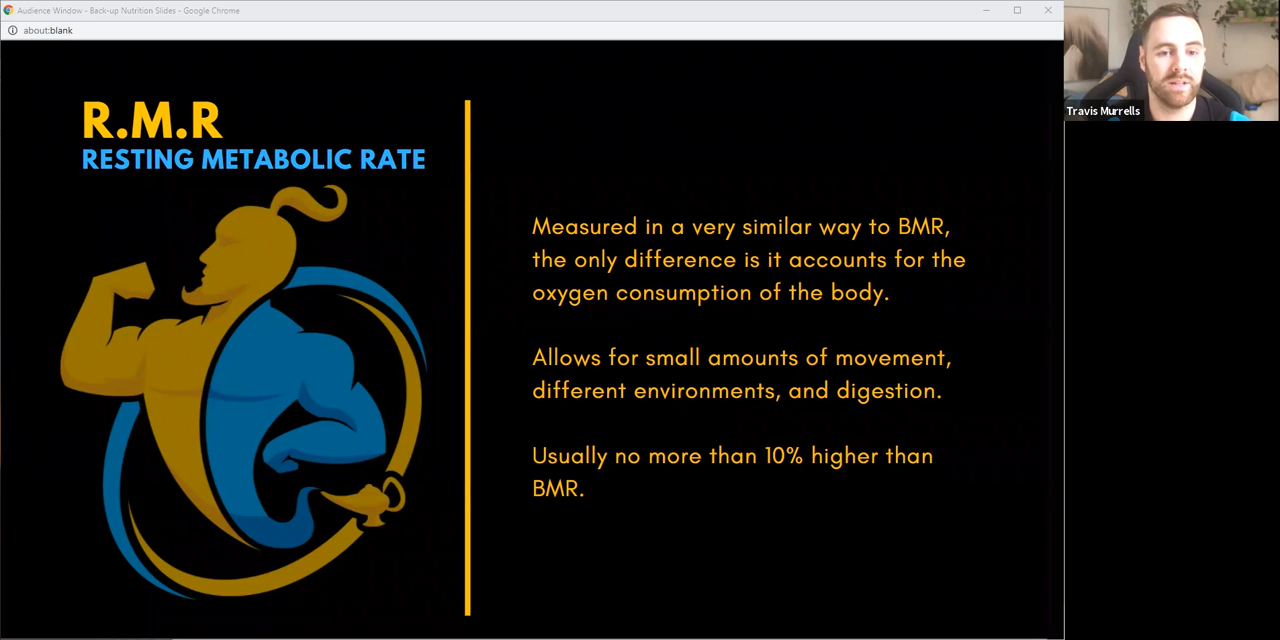 Audience Window - Back-up Nutrition Slides - Google Chrome
about:blank
R.M.R
RESTING METABOLIC RATE
Measured in a very similar way to BMR,
the only difference is it accounts for the
oxygen consumption of the body.
Allows for small amounts of movement,
different environments, and digestion.
Usually no more than 10% higher than
BMR.
Travis Murrells